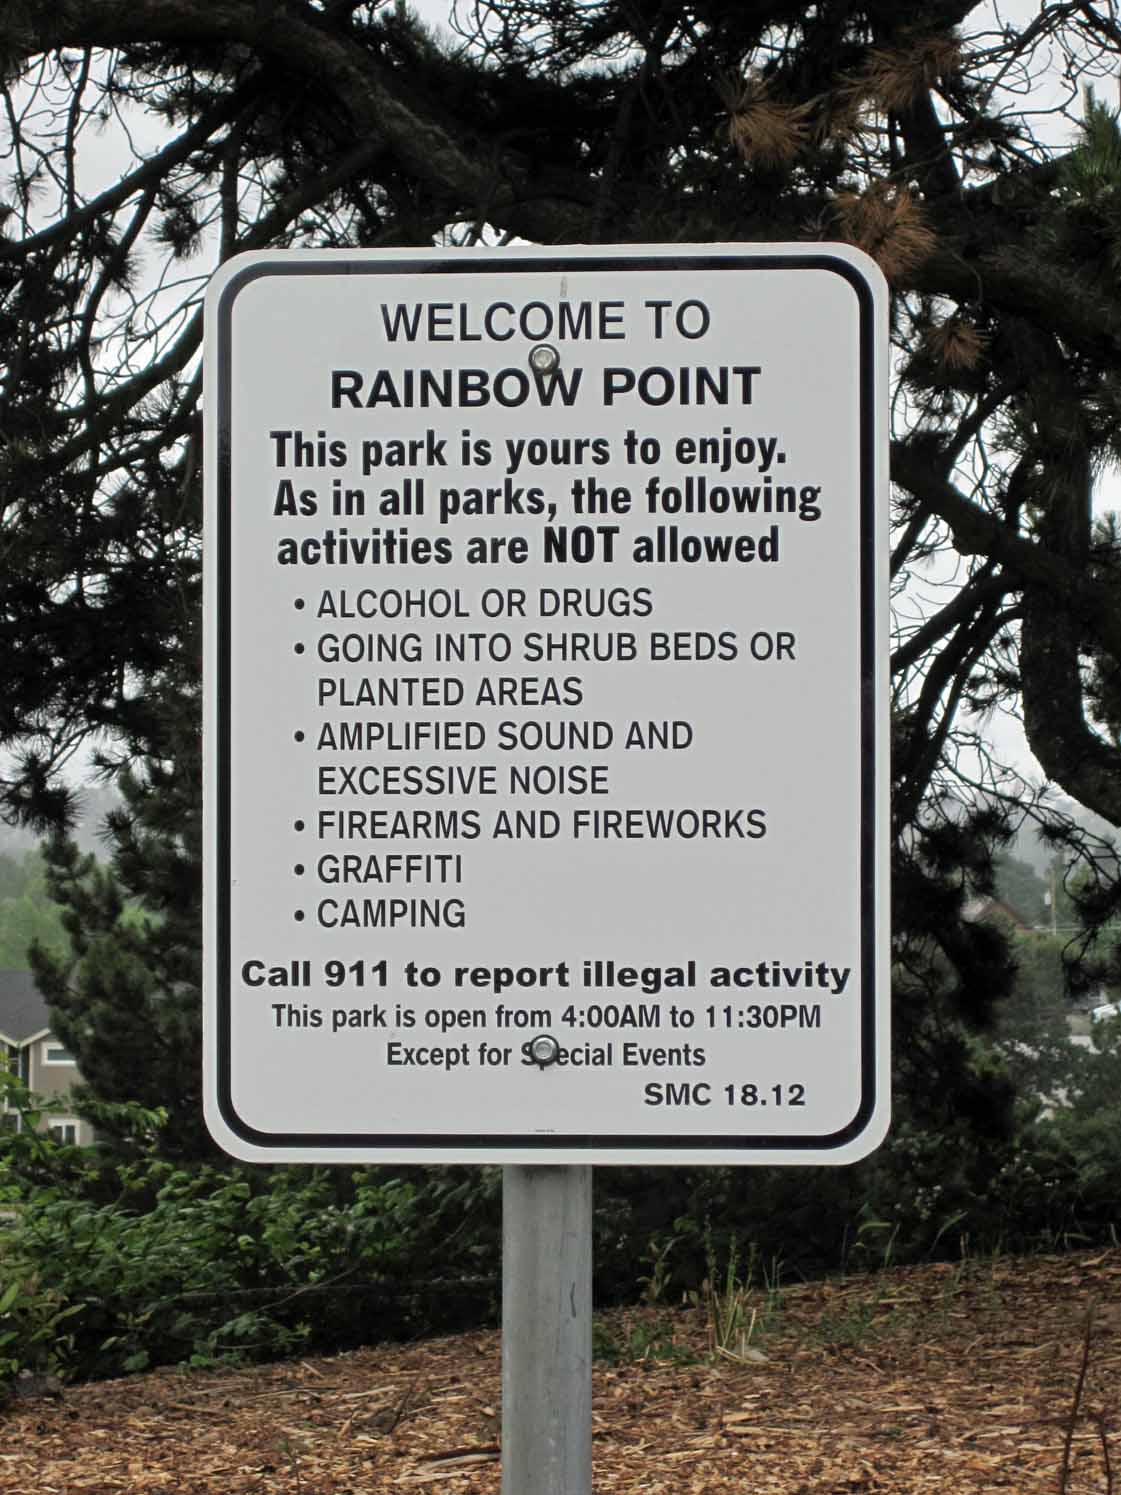 WELCOME TO
RAINBOW POINT
This park is yours to enjoy.
As in all parks, the following
activities are NOT allowed
• ALCOHOL OR DRUGS
• GOING INTO SHRUB BEDS OR
PLANTED AREAS
• AMPLIFIED SOUND AND
EXCESSIVE NOISE
• FIREARMS AND FIREWORKS
• GRAFFITI
• CAMPING
Call 911 to report illegal activity
This park is open from 4:00AM to 11:30PM
Except for Special Events
SMC 18.12